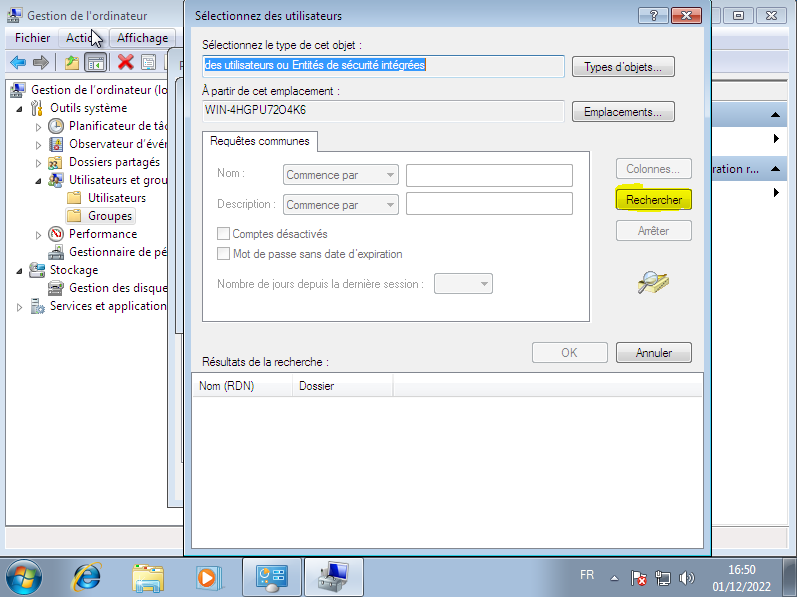 Gestion de l'ordinateur
Fichier Action Affichage
Gestion de l'ordinateur (lo
Outils système
Planificateur de tâc
Observateur d'évér
Dossiers partagés
Utilisateurs et grou
Utilisateurs
Groupes
Performance
Gestionnaire de pé
Stockage
Gestion des disque
Services et application
Sélectionnez des utilisateurs
Sélectionnez le type de cet objet :
des utilisateurs ou Entités de sécurité intégrées
Types d'objets...
À partir de cet emplacement :
WIN-4HGPU72O4K6
Emplacements...
Requêtes communes
Nom :
Commence par
Description :
Commence par
Comptes désactivés
Mot de passe sans date d'expiration
Nombre de jours depuis la dernière session :
Colonnes...
Rechercher
Arrêter
OK
Annuler
Résultats de la recherche :
Nom (RDN) Dossier
ration r...
FR
16:50
01/12/2022